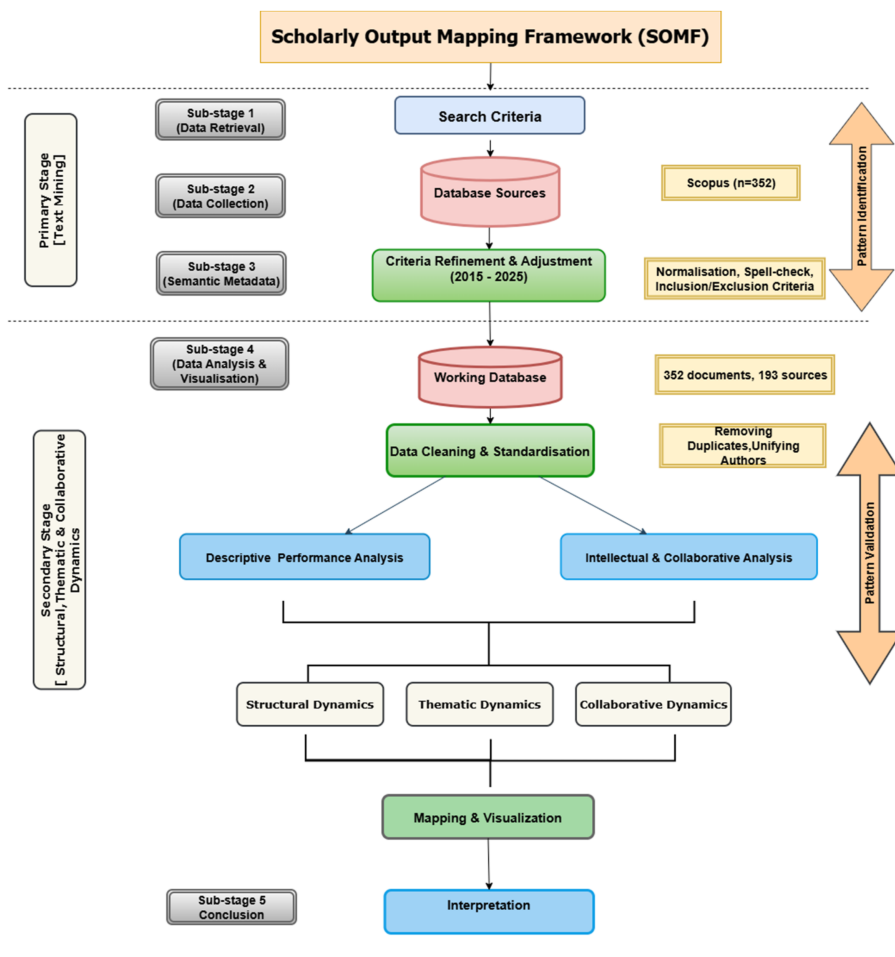 Scholarly Output Mapping Framework (SOMF)
Primary Stage
[Text Mining]
Sub-stage 1
(Data Retrieval)
Search Criteria
Sub-stage 2
(Data Collection)
Database Sources
Scopus (n=352)
Sub-stage 3
(Semantic Metadata)
Criteria Refinement & Adjustment
(2015 - 2025)
Normalisation, Spell-check,
Inclusion/Exclusion Criteria
Pattern Identification
Sub-stage 4
(Data Analysis &
Visualisation)
Working Database
352 documents, 193 sources
Secondary Stage
[ Structural,Thematic & Collaborative
Dynamics
Data Cleaning & Standardisation
Removing
Duplicates,Unifying
Authors
Descriptive Performance Analysis
Intellectual & Collaborative Analysis
Pattern Validation
Structural Dynamics
Thematic Dynamics
Collaborative Dynamics
Mapping & Visualization
Sub-stage 5
Conclusion
Interpretation